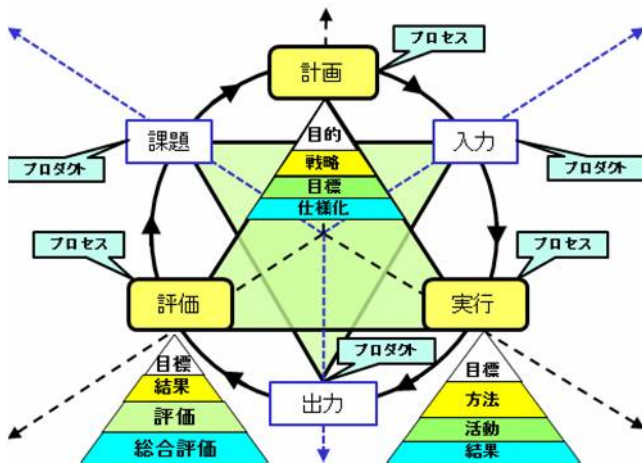 プロセス
計画
課題
目的
入力
戦略
プロダクト
目標
プロダクト
仕様化
プロセス
プロセス
評価
実行
プロダクト
目標
結果
評価
総合評価
出力
目標
方法
活動
結果